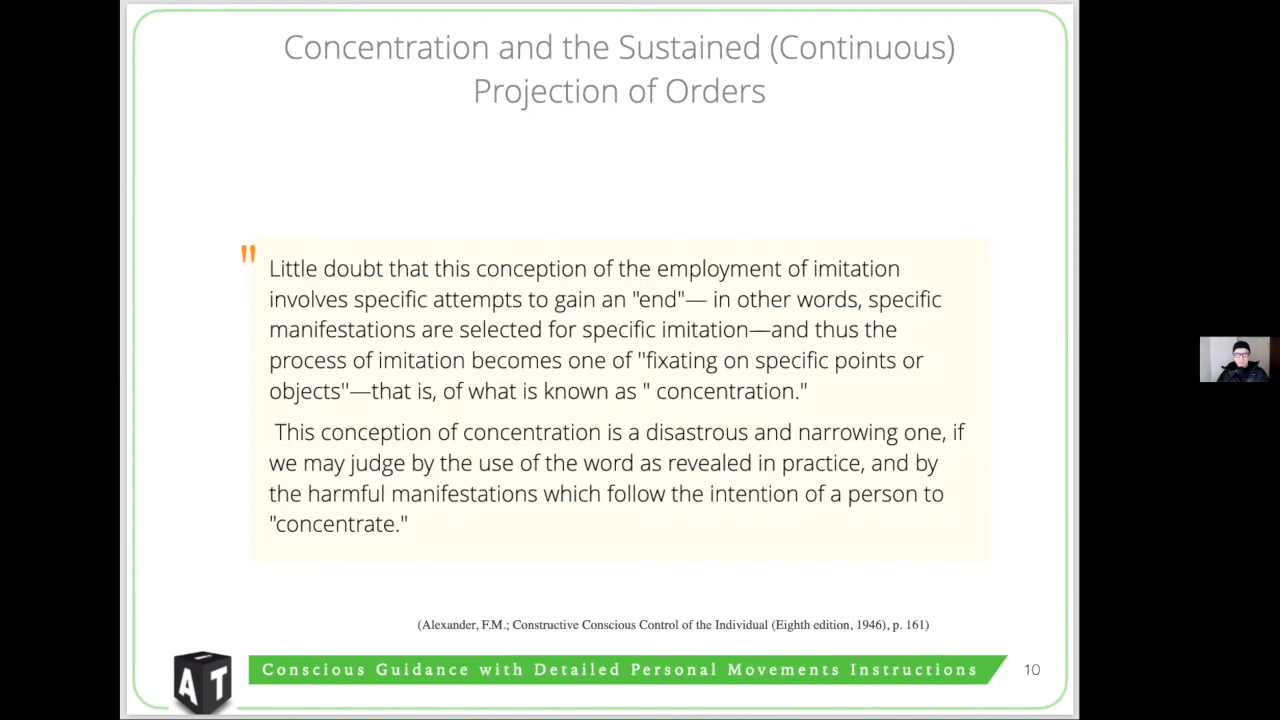 Concentration and the Sustained (Continuous)
Projection of Orders
"
Little doubt that this conception of the employment of imitation
involves specific attempts to gain an "end"— in other words, specific
manifestations are selected for specific imitation—and thus the
process of imitation becomes one of "fixating on specific points or
objects"—that is, of what is known as " concentration."
This conception of concentration is a disastrous and narrowing one, if
we may judge by the use of the word as revealed in practice, and by
the harmful manifestations which follow the intention of a person to
"concentrate."
(Alexander, F.M.; Constructive Conscious Control of the Individual (Eighth edition, 1946), p. 161)
A T
Conscious Guidance with Detailed Personal Movements Instructions
10